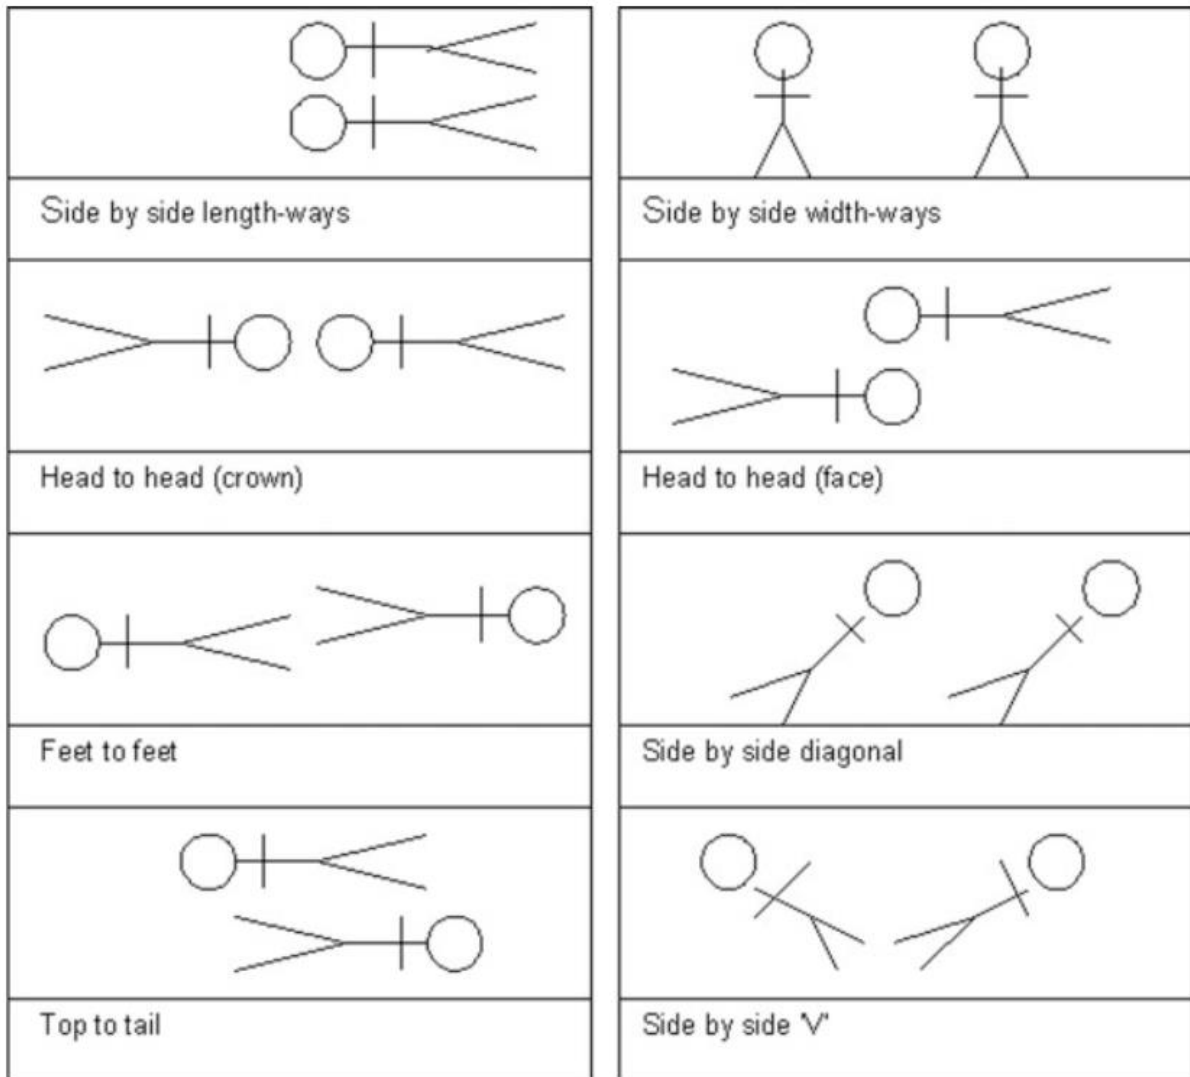 Side by side length-ways
Side by side width-ways
Head to head (crown)
Head to head (face)
Feet to feet
Side by side diagonal
Top to tail
Side by side 'V'